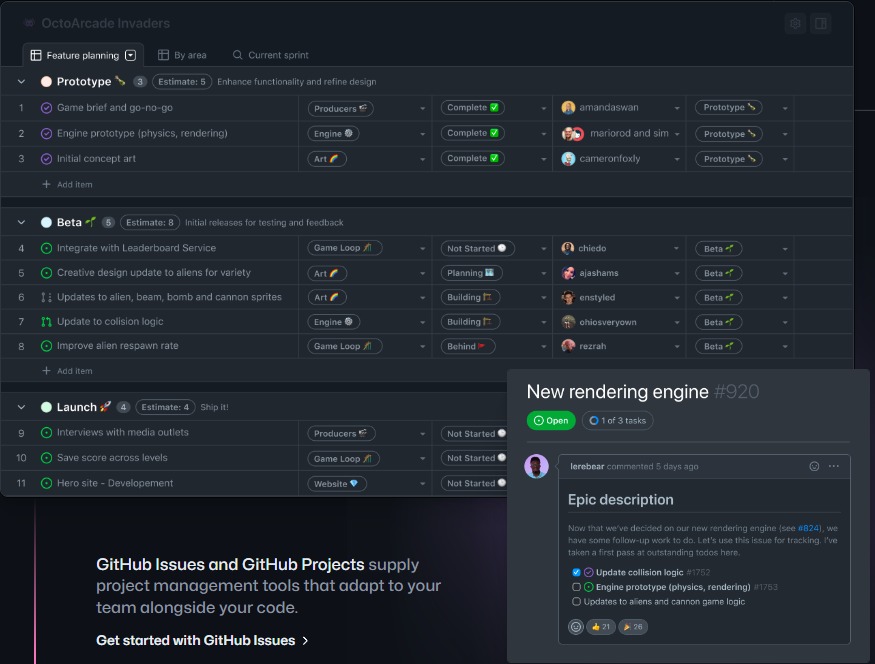 OctoArcade Invaders
Feature planning
By area
Current sprint
Prototype 3 Estimate: 5 Enhance functionality and refine design
1 Game brief and go-no-go Producers Complete amandaswan Prototype
2 Engine prototype (physics, rendering) Engine Complete mariorod and sim Prototype
3 Initial concept art Art Complete cameronfoxly Prototype
+ Add item
Beta 5 Estimate: 8 Initial releases for testing and feedback
4 Integrate with Leaderboard Service Game Loop Not Started chiedo Beta
5 Creative design update to aliens for variety Art Planning ajashams Beta
6 Updates to alien, beam, bomb and cannon sprites Art Building enstyled Beta
7 Update to colision logic Engine Building ohiosveryown Beta
8 Improve alien respawn rate Game Loop Behind rezrah Beta
+ Add item
Launch 4 Estimate: 4 Ship it!
9 Interviews with media outlets Producers Not Started
10 Save score across levels Game Loop Not Started
11 Hero site - Developement Website Not Started
New rendering engine #920
Open 1 of 3 tasks
lerebear commented 5 days ago
Epic description
Now that we've decided on our new rendering engine (see #824), we
have some follow-up work to do. Let's use this issue for tracking. I've
taken a first pass at outstanding todos here.
Update collision logic #1752
Engine prototype (physics, rendering) #1753
Updates to aliens and cannon game logic
21 26
GitHub Issues and GitHub Projects supply
project management tools that adapt to your
team alongside your code.
Get started with GitHub Issues >